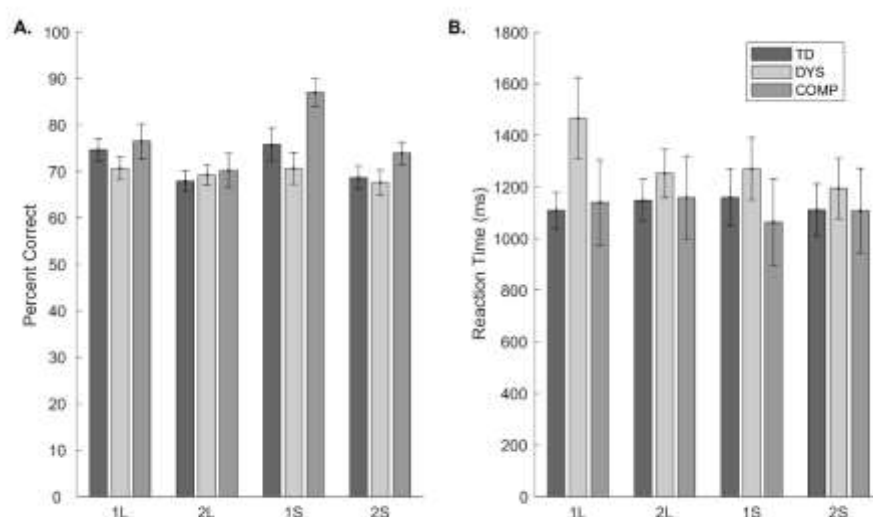 A.
Percent Correct
100
90
80
70
60
50
40
30
20
10
0
1L 2L 1S 2S
B.
Reaction Time (ms)
1800
1600
1400
1200
1000
800
600
400
200
0
1L 2L 1S 2S
TD
DYS
COMP